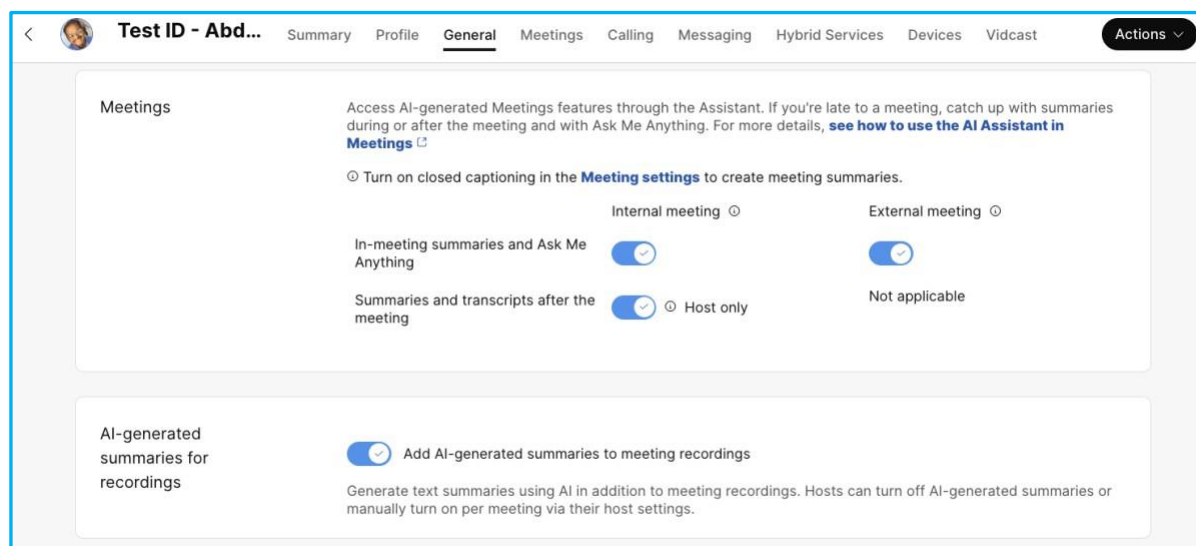 Test ID - Abd...
Summary
Profile
General
Meetings
Calling
Messaging
Hybrid Services
Devices
Vidcast
Actions
Meetings
Access AI-generated Meetings features through the Assistant. If you're late to a meeting, catch up with summaries
during or after the meeting and with Ask Me Anything. For more details, see how to use the AI Assistant in
Meetings
Turn on closed captioning in the Meeting settings to create meeting summaries.
Internal meeting
External meeting
In-meeting summaries and Ask Me
Anything
Summaries and transcripts after the
meeting
Host only
Not applicable
AI-generated
summaries for
recordings
Add AI-generated summaries to meeting recordings
Generate text summaries using AI in addition to meeting recordings. Hosts can turn off AI-generated summaries or
manually turn on per meeting via their host settings.